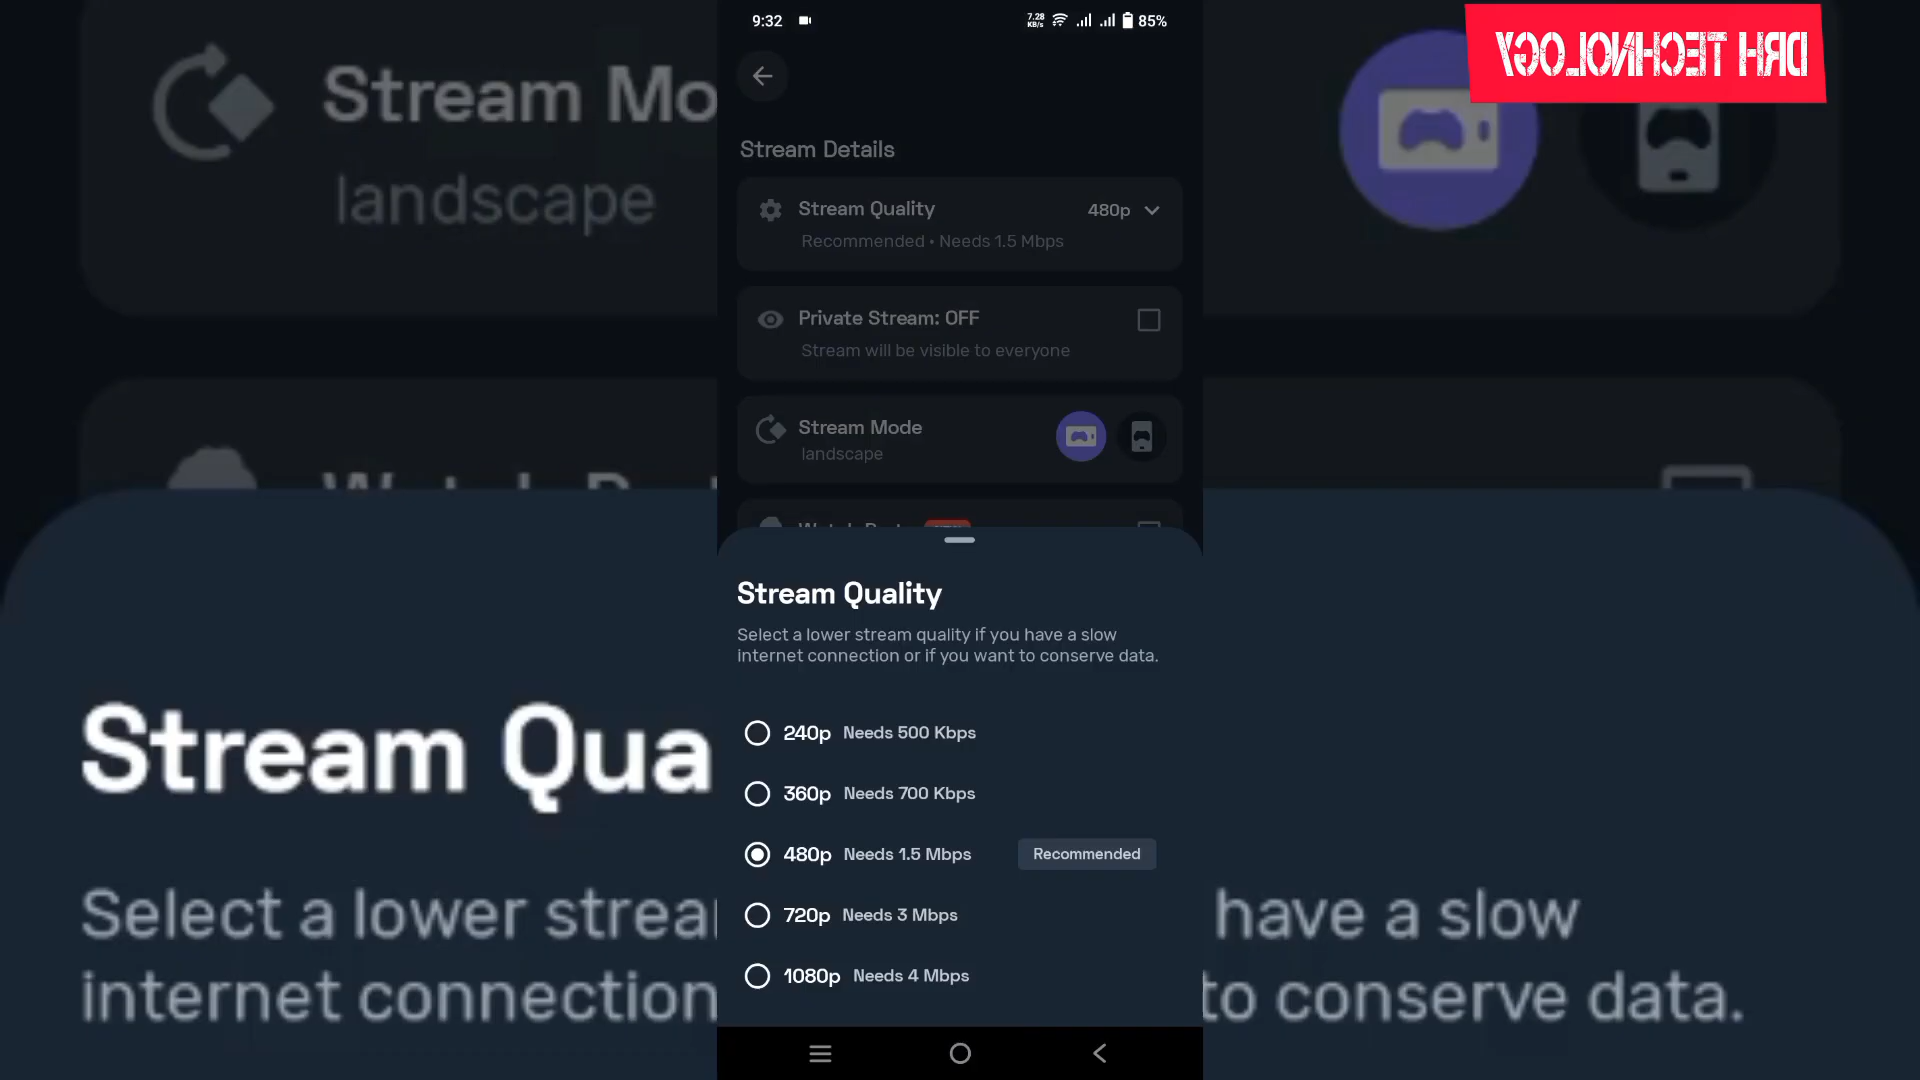 9:32
7.28
KB/s
85%
DRH TECHNOLOGY
Stream Details
Stream Quality
480p
Recommended • Needs 1.5 Mbps
Private Stream: OFF
Stream will be visible to everyone
Stream Mode
landscape
Stream Quality
Select a lower stream quality if you have a slow
internet connection or if you want to conserve data.
240p Needs 500 Kbps
360p Needs 700 Kbps
480p Needs 1.5 Mbps Recommended
720p Needs 3 Mbps
1080p Needs 4 Mbps
Stream Mo
landscape
Stream Qua
Select a lower strea
have a slow
internet connection
to conserve data.